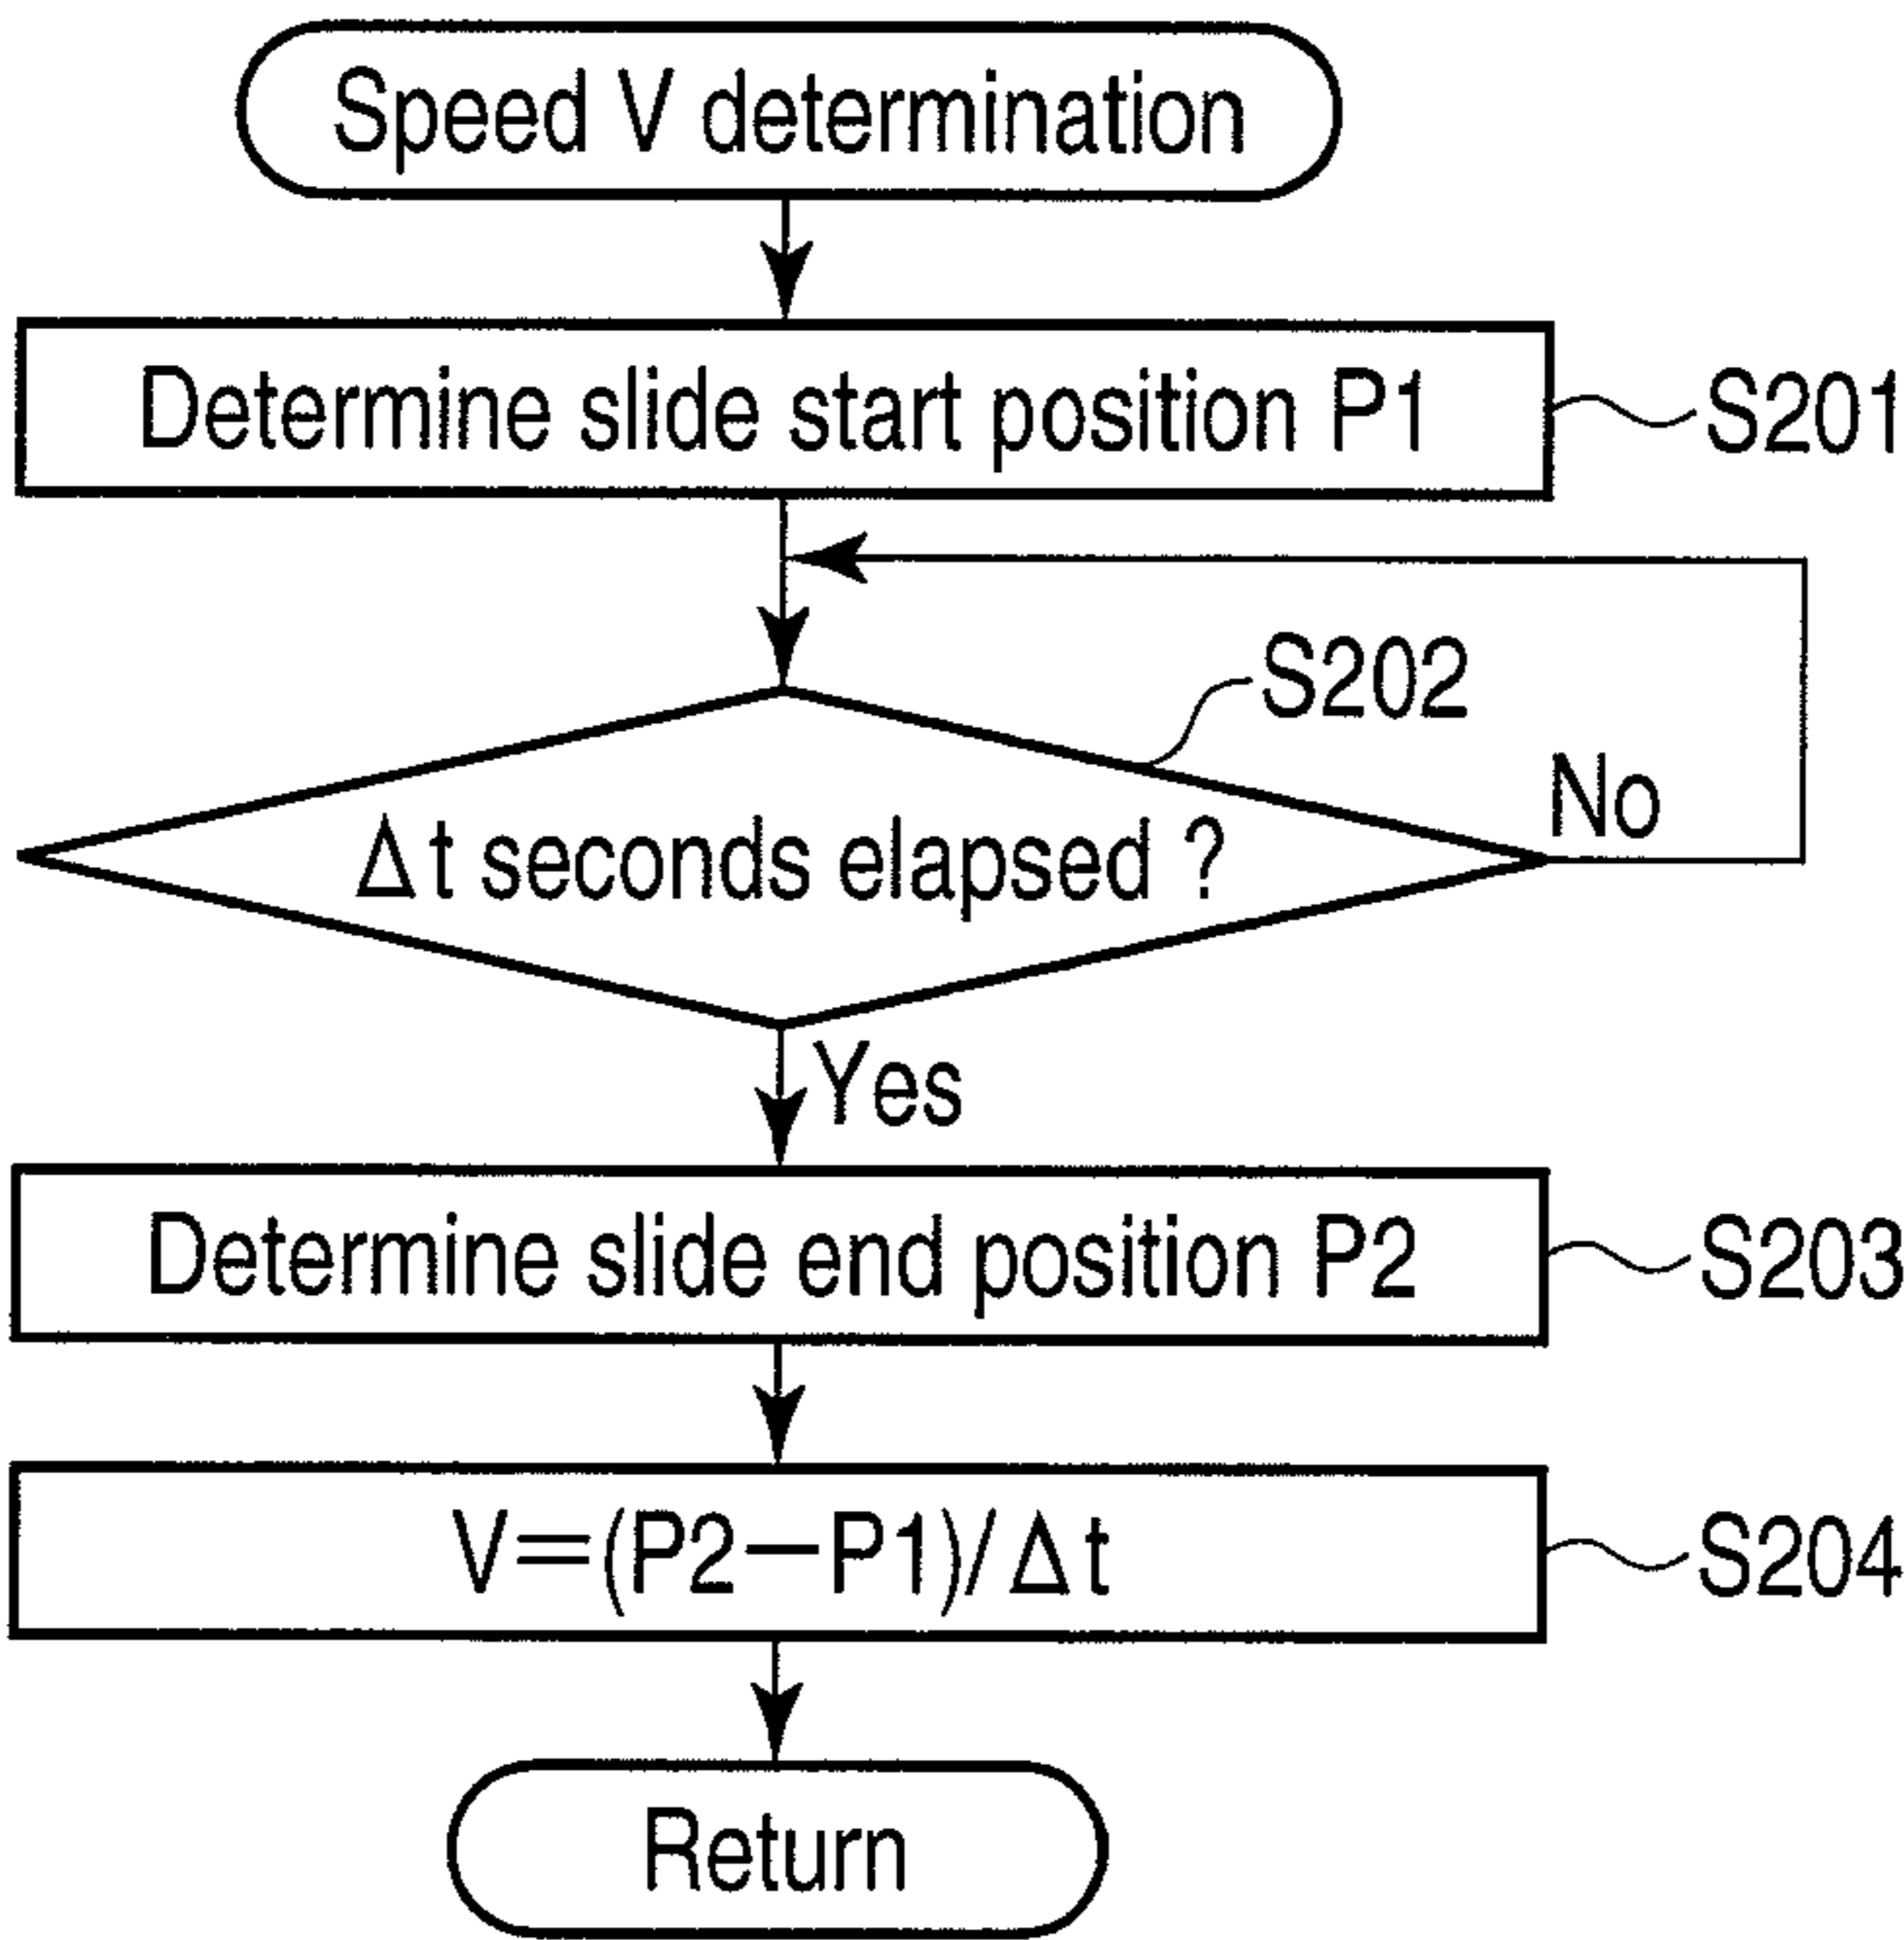 Speed V determination
Determine slide start position P1
S201
S202
No
Δt seconds elapsed ?
Yes
Determine slide end position P2
S203
V=(P2−P1)/Δt
S204
Return